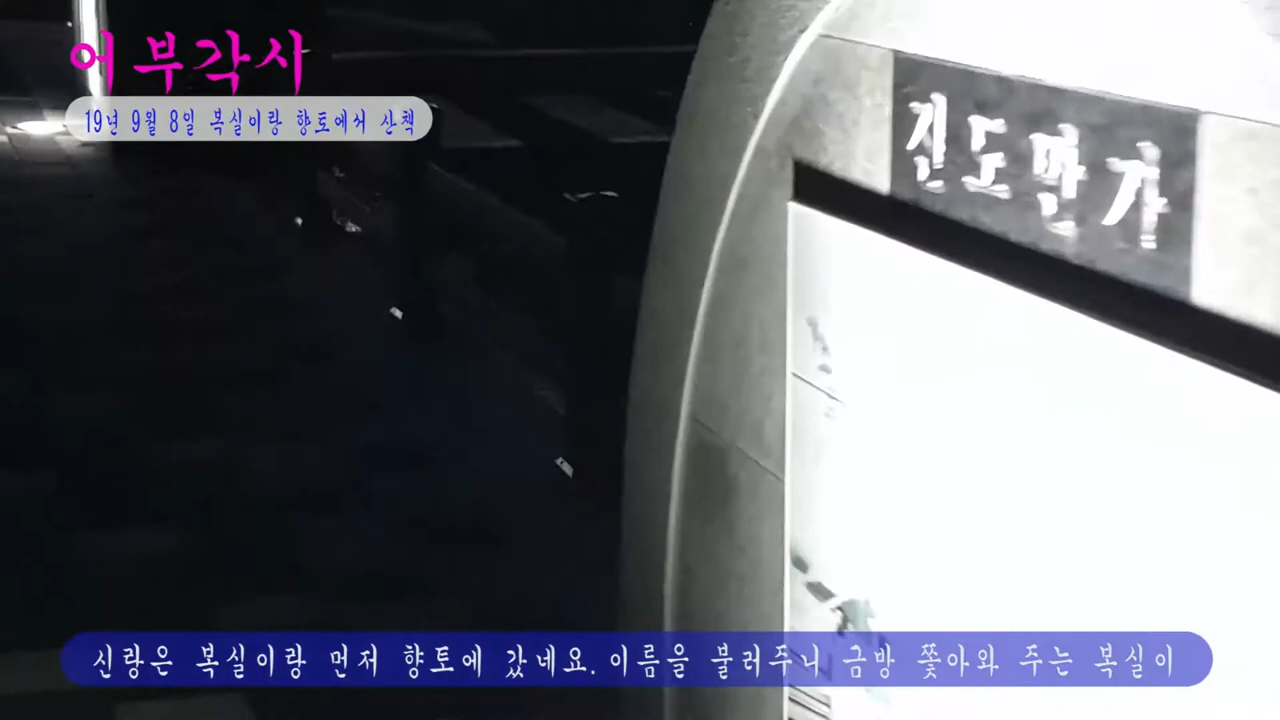 어부각시
19년 9월 8일 복실이랑 향토에서 산책
진도만가
신랑은 복실이랑 먼저 향토에 갔네요. 이름을 불러주니 금방 쫓아와 주는 복실이